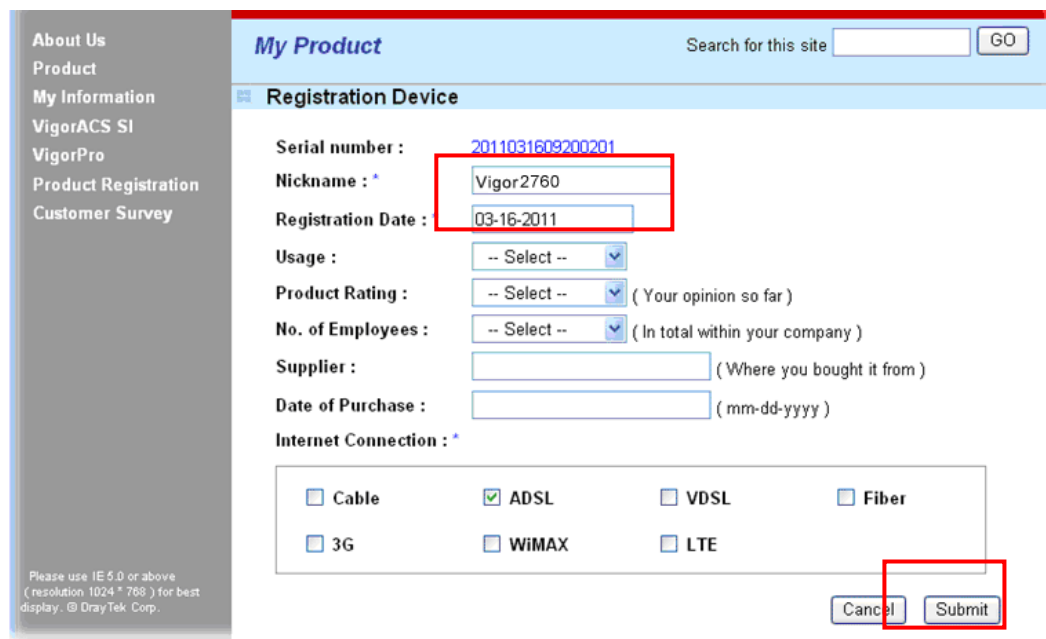 About Us
Product
My Information
VigorACS SI
VigorPro
Product Registration
Customer Survey
Please use IE 5.0 or above
( resolution 1024 * 768 ) for best
display. © DrayTek Corp.
My Product
Search for this site
GO
Registration Device
Serial number :
2011031609200201
Nickname : *
Vigor2760
Registration Date : *
03-16-2011
Usage :
-- Select --
Product Rating :
-- Select --
( Your opinion so far )
No. of Employees :
-- Select --
( In total within your company )
Supplier :
( Where you bought it from )
Date of Purchase :
( mm-dd-yyyy )
Internet Connection : *
Cable
ADSL
VDSL
Fiber
3G
WiMAX
LTE
Cancel
Submit